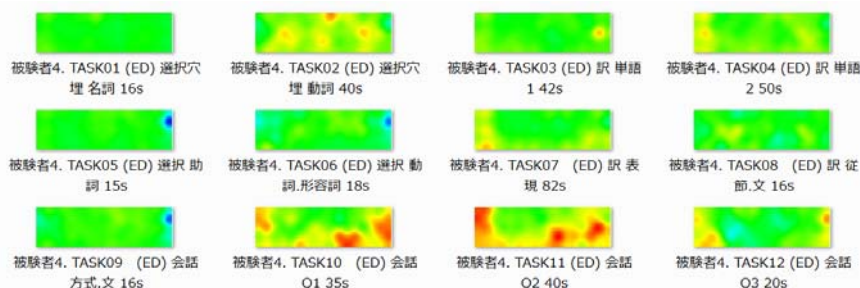 被験者4. TASK01 (ED) 選択穴
埋 名詞 16s
被験者4. TASK02 (ED) 選択穴
埋 動詞 40s
被験者4. TASK03 (ED) 訳 単語
1 42s
被験者4. TASK04 (ED) 訳 単語
2 50s
被験者4. TASK05 (ED) 選択 助
詞 15s
被験者4. TASK06 (ED) 選択 動
詞.形容詞 18s
被験者4. TASK07 (ED) 訳 表
現 82s
被験者4. TASK08 (ED) 訳 従
節.文 16s
被験者4. TASK09 (ED) 会話
方式.文 16s
被験者4. TASK10 (ED) 会話
Q1 35s
被験者4. TASK11 (ED) 会話
Q2 40s
被験者4. TASK12 (ED) 会話
Q3 20s